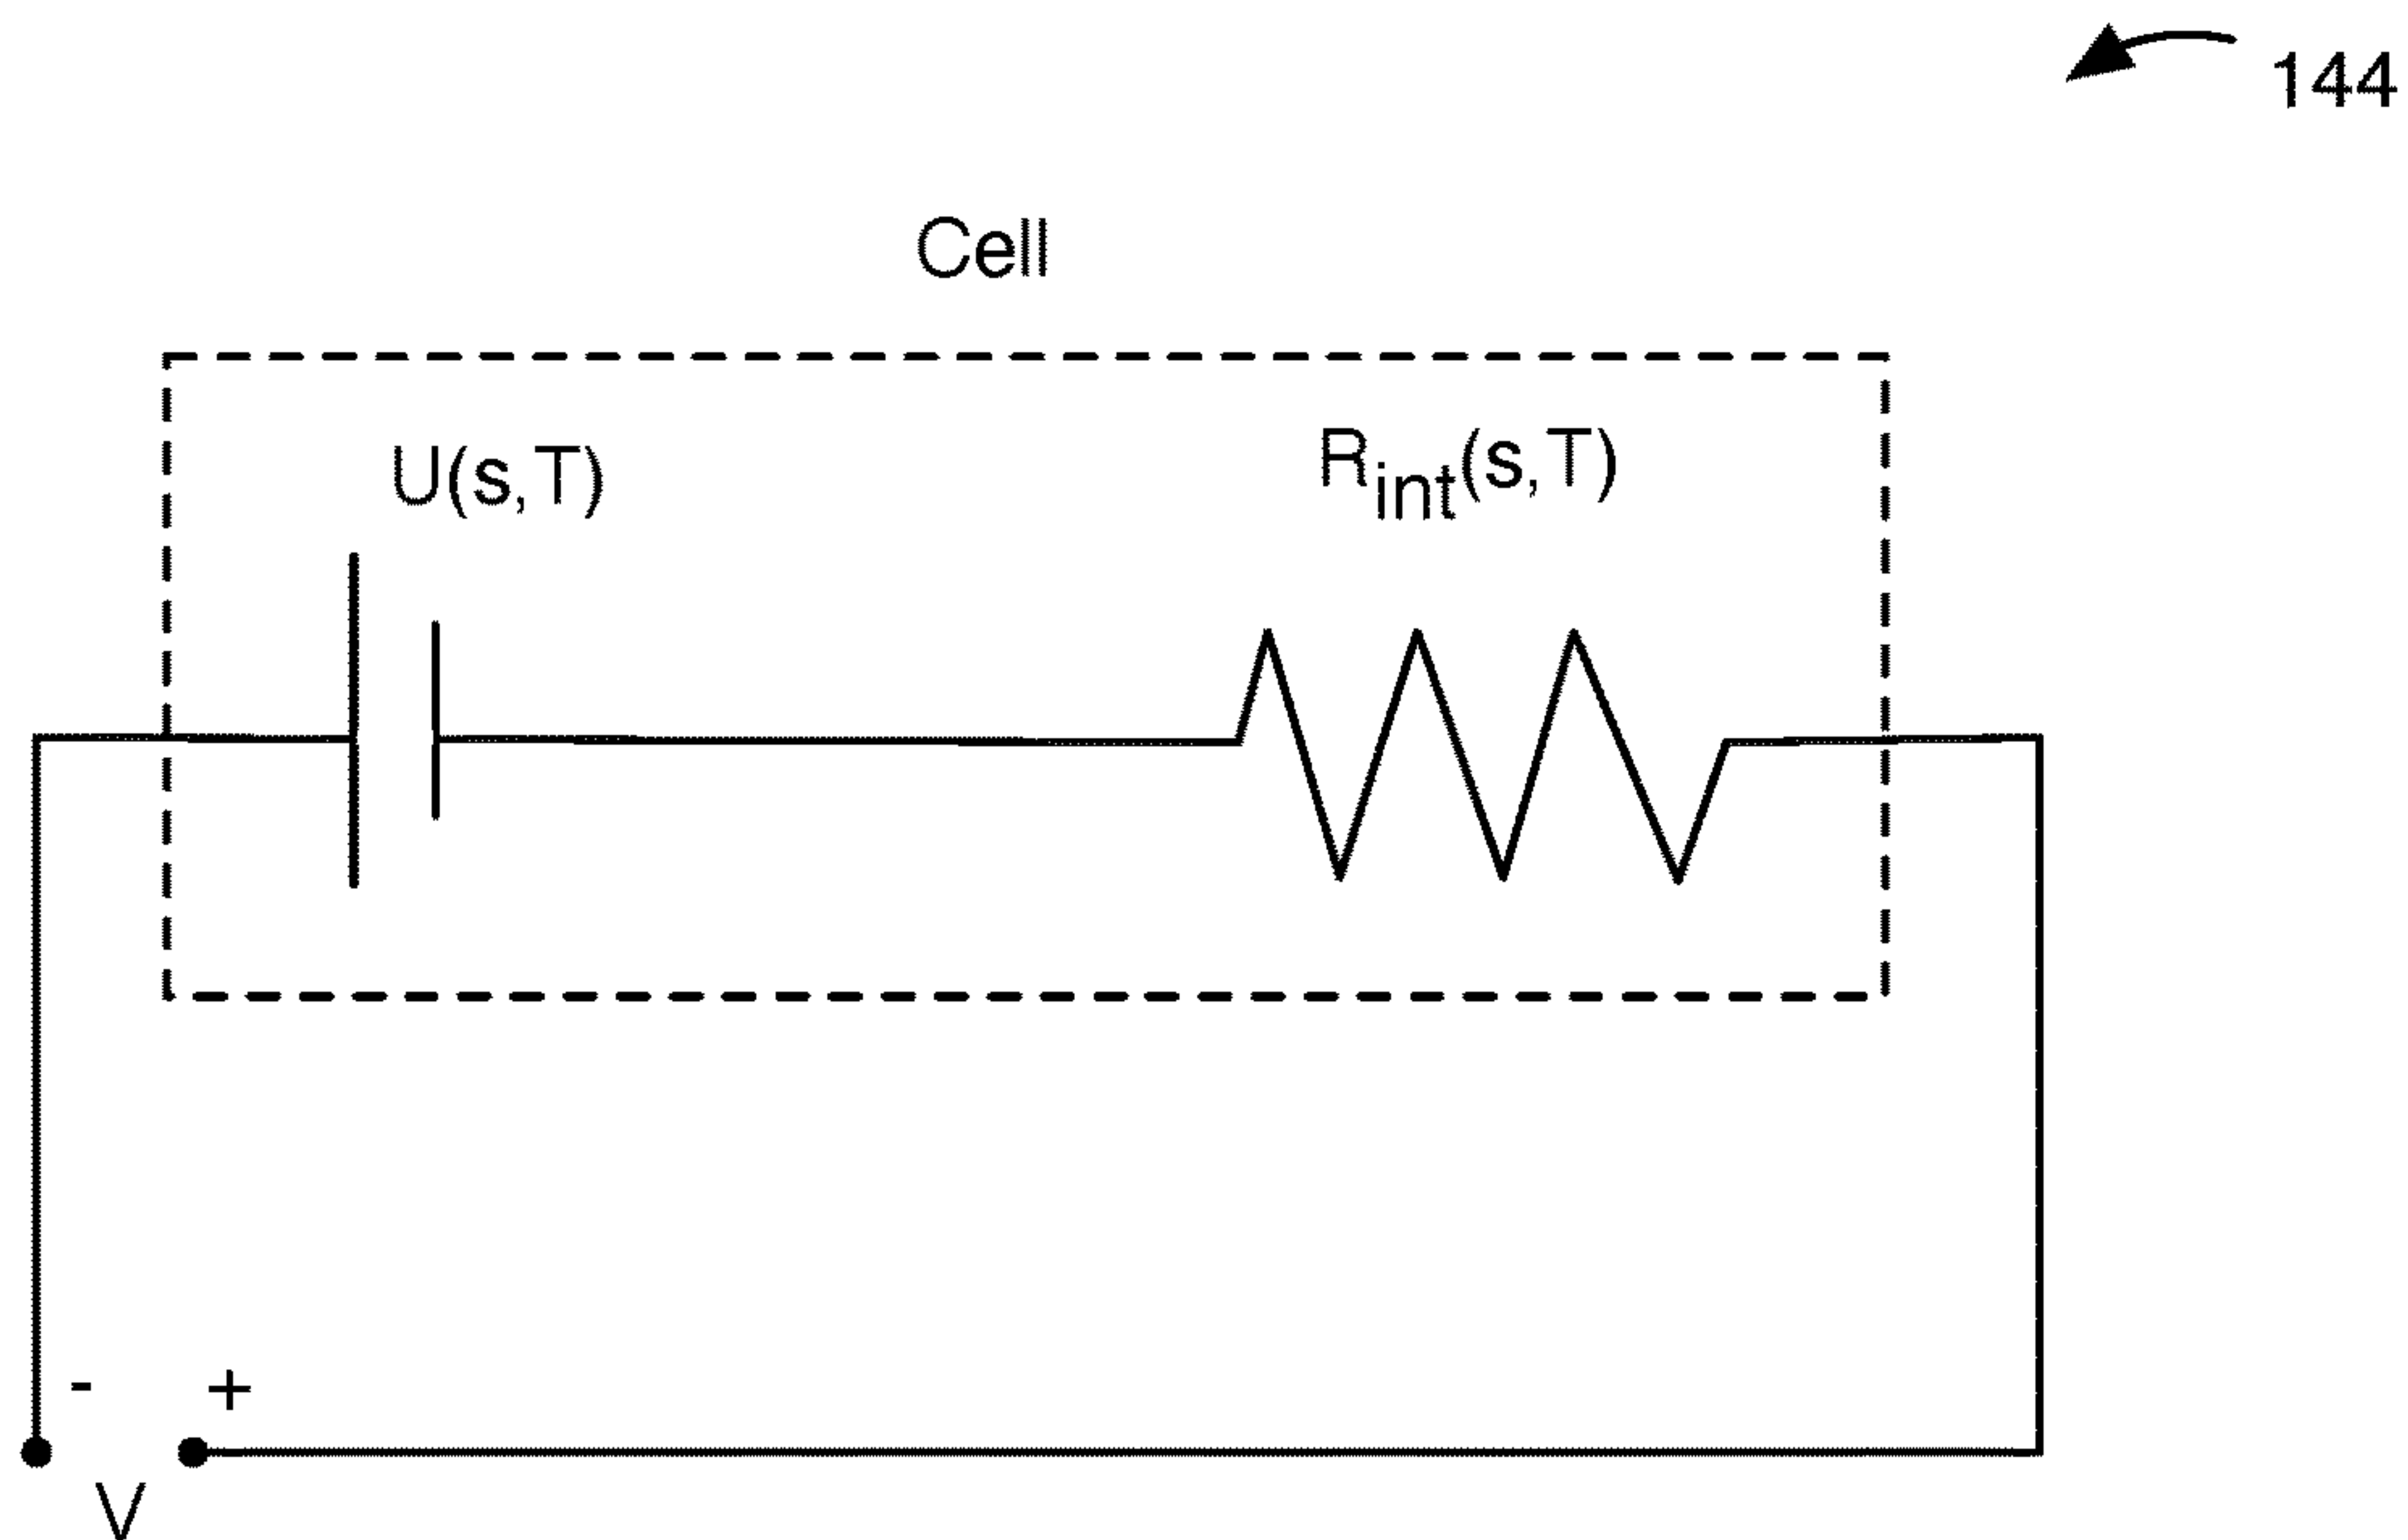 144
Cell
U(s,T)
Rint(s,T)
- +
V